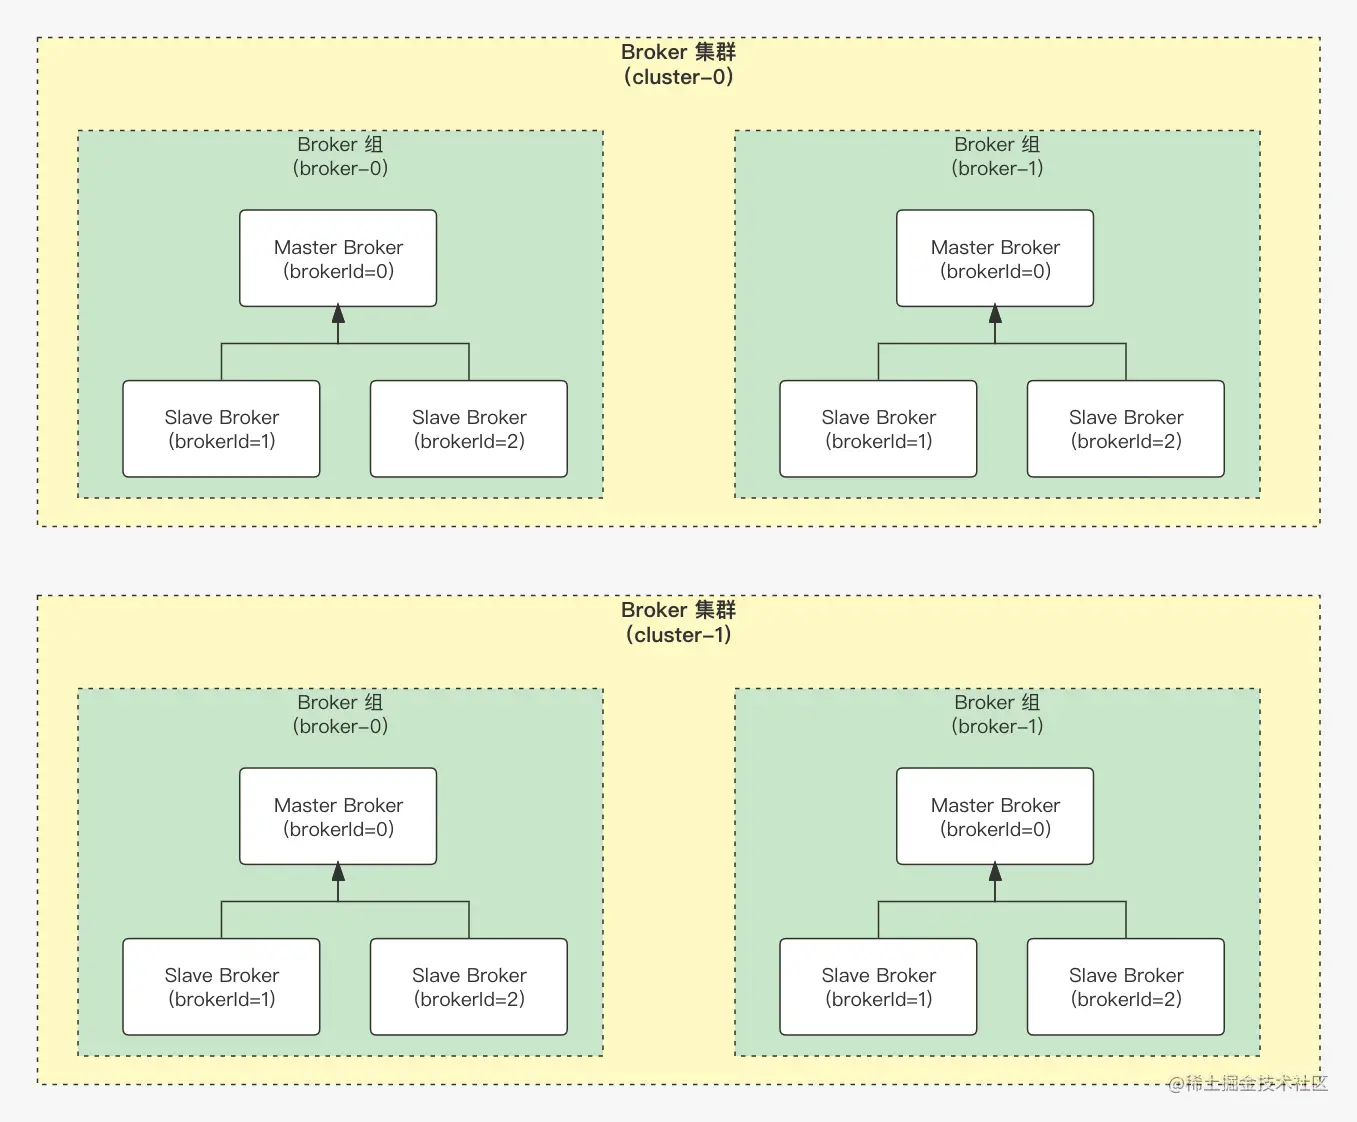 Broker 集群
(cluster-0)
Broker 组
(broker-0)
Master Broker
(brokerId=0)
Slave Broker
(brokerId=1)
Slave Broker
(brokerId=2)
Broker 组
(broker-1)
Master Broker
(brokerId=0)
Slave Broker
(brokerId=1)
Slave Broker
(brokerId=2)
Broker 集群
(cluster-1)
Broker 组
(broker-0)
Master Broker
(brokerId=0)
Slave Broker
(brokerId=1)
Slave Broker
(brokerId=2)
Broker 组
(broker-1)
Master Broker
(brokerId=0)
Slave Broker
(brokerId=1)
Slave Broker
(brokerId=2)
@稀土掘金技术社区